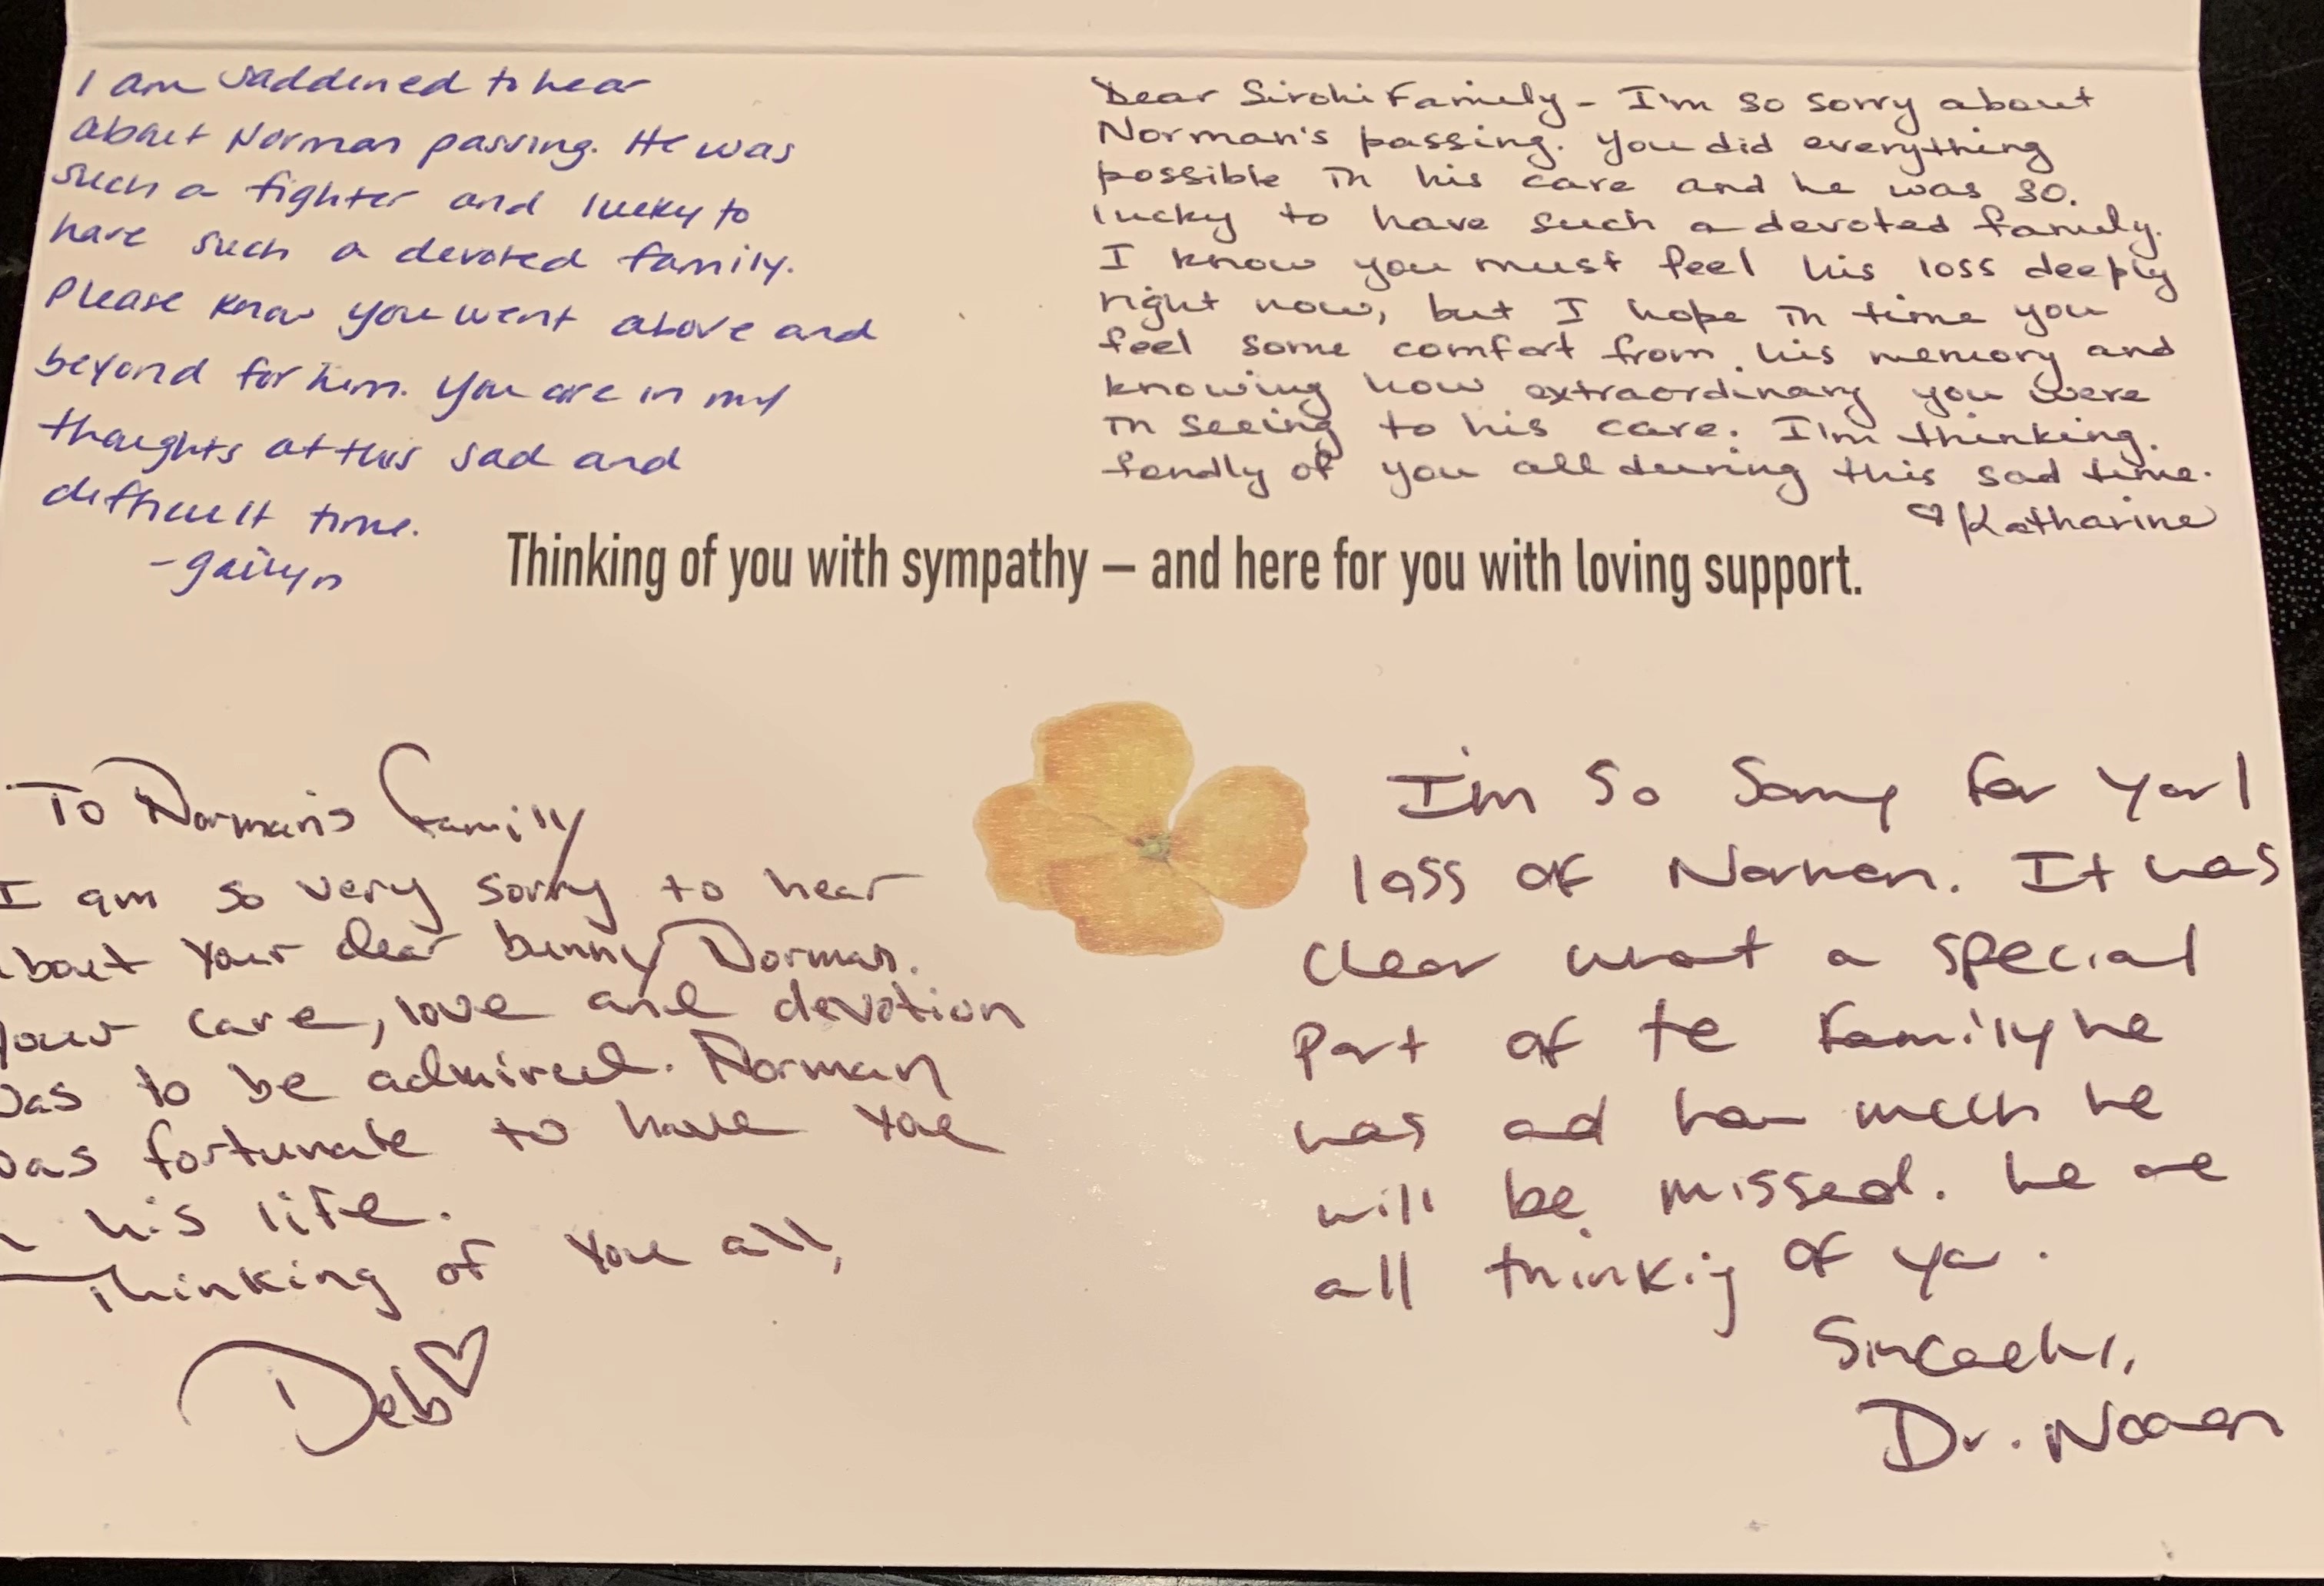 I am saddened to hear
about Norman passing. He was
such a fighter and lucky to
have such a devoted family.
Please know you went above and
beyond for him. You are in my
thoughts at this sad and
difficult time.
Dear Sirohi Family - I'm so sorry about
Norman's passing. You did everything
possible in his care and he was so
lucky to have such a devoted family.
I know you must feel his loss deeply
right now, but I hope in time you
feel some comfort from his memory and
knowing how extraordinary you were
in seeing to his care. I'm thinking
fondly of you all during this sad time.
♡ Katharine
Thinking of you with sympathy — and here for you with loving support.
To Norman's Family
I am so very sorry to hear
about your dear bunny Norman.
Your care, love and devotion
was to be admired. Norman
was fortunate to have you
his life.
Thinking of you all,
Deb ♡
I'm so sorry for your
loss of Norman. It was
clear what a special
part of te family he
was ad how much he
will be missed. We are
all thinkig of you.
Sincerely,
Dr.